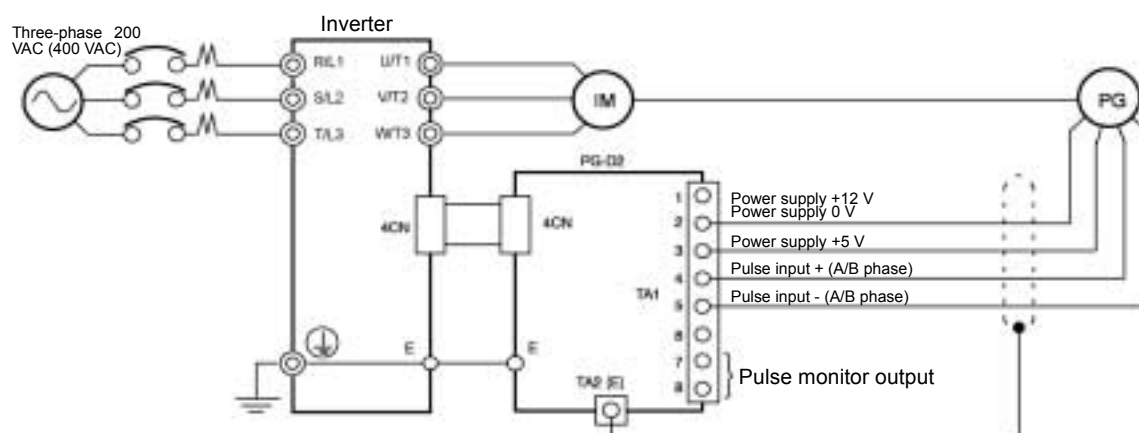 Three-phase 200
VAC (400 VAC)
Inverter
R/L1 U/T1
S/L2 V/T2
T/L3 W/T3
IM
PG
PG-D2
1 Power supply +12 V
2 Power supply 0 V
3 Power supply +5 V
4 Pulse input + (A/B phase)
5 Pulse input - (A/B phase)
6
7
8
Pulse monitor output
4CN
4CN
TA1
E
E
TA2 (E)